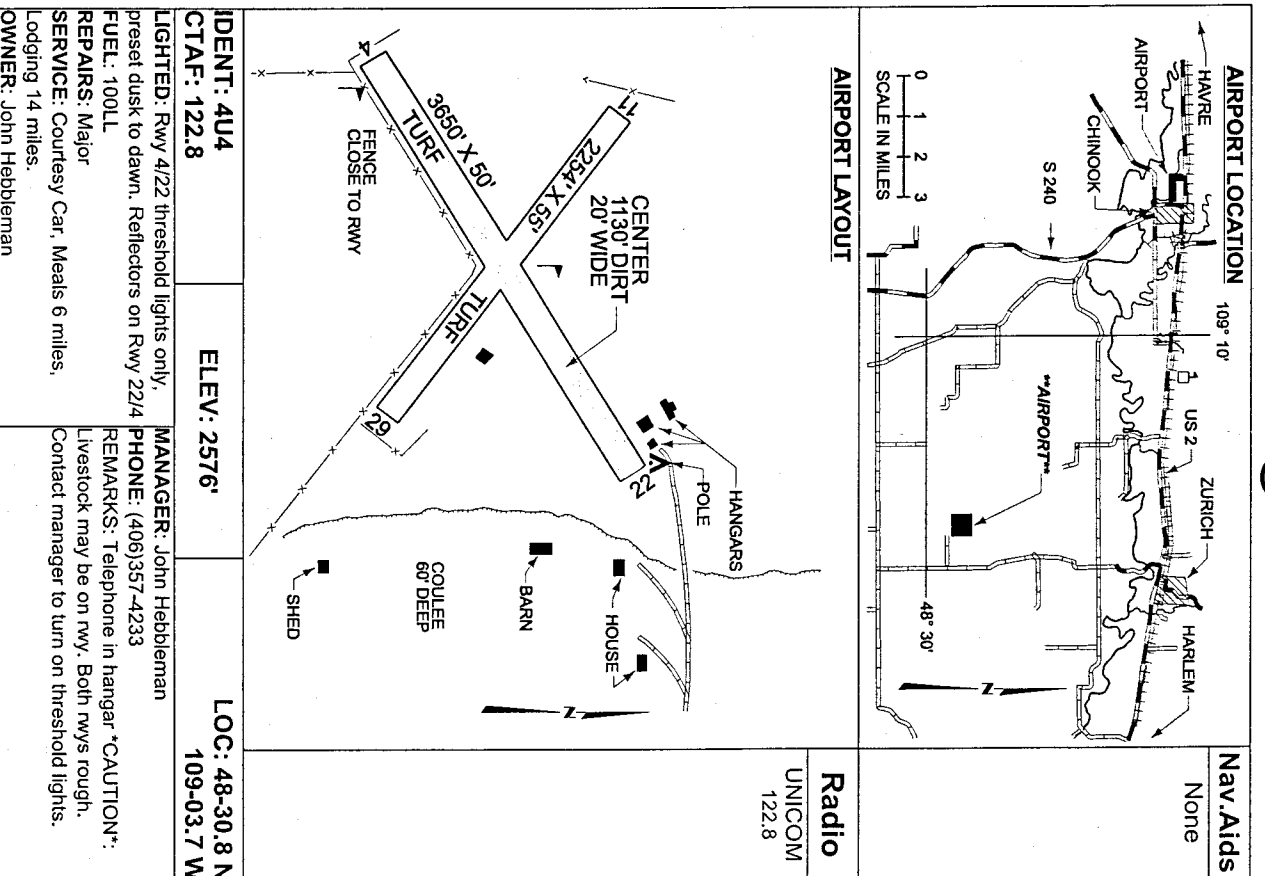 AIRPORT LOCATION
HAVRE
AIRPORT
CHINOOK
S 240
109° 10'
1
US 2
ZURICH
HARLEM
**AIRPORT**
48° 30'
0 1 2 3
SCALE IN MILES
N
Nav.Aids
None
AIRPORT LAYOUT
11
2254' X 55'
4
3650' X 50'
TURF
CENTER
1130' DIRT
20' WIDE
FENCE
CLOSE TO RWY
TURF
29
22
POLE
HANGARS
HOUSE
BARN
COULEE
60' DEEP
SHED
N
Radio
UNICOM
122.8
IDENT: 4U4
CTAF: 122.8
ELEV: 2576'
LOC: 48-30.8 N
109-03.7 W
LIGHTED: Rwy 4/22 threshold lights only,
preset dusk to dawn. Reflectors on Rwy 22/4
FUEL: 100LL
REPAIRS: Major
SERVICE: Courtesy Car, Meals 6 miles,
Lodging 14 miles.
OWNER: John Hebbleman
MANAGER: John Hebbleman
PHONE: (406)357-4233
REMARKS: Telephone in hangar *CAUTION*:
Livestock may be on rwy. Both rwys rough.
Contact manager to turn on threshold lights.